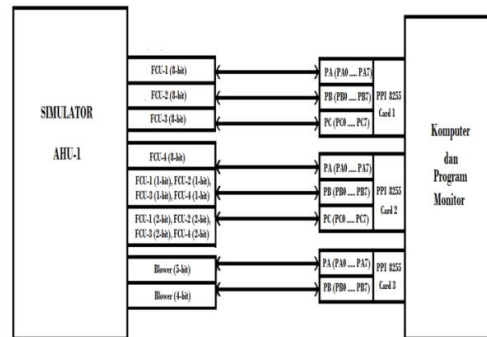 SIMULATOR
AHU-1
FCU-1 (8-bit)
FCU-2 (8-bit)
FCU-3 (8-bit)
FCU-4 (8-bit)
FCU-1 (1-bit), FCU-2 (1-bit),
FCU-3 (1-bit), FCU-4 (1-bit)
FCU-1 (2-bit), FCU-2 (2-bit),
FCU-3 (2-bit), FCU-4 (2-bit)
Blower (5-bit)
Blower (4-bit)
PA (PA0 ..... PA7)
PB (PB0 ..... PB7)
PC (PC0 ..... PC7)
PPI 8255
Card 1
PA (PA0 ..... PA7)
PB (PB0 ..... PB7)
PC (PC0 ..... PC7)
PPI 8255
Card 2
PA (PA0 ..... PA7)
PB (PB0 ..... PB7)
PPI 8255
Card 3
Komputer
dan
Program
Monitor